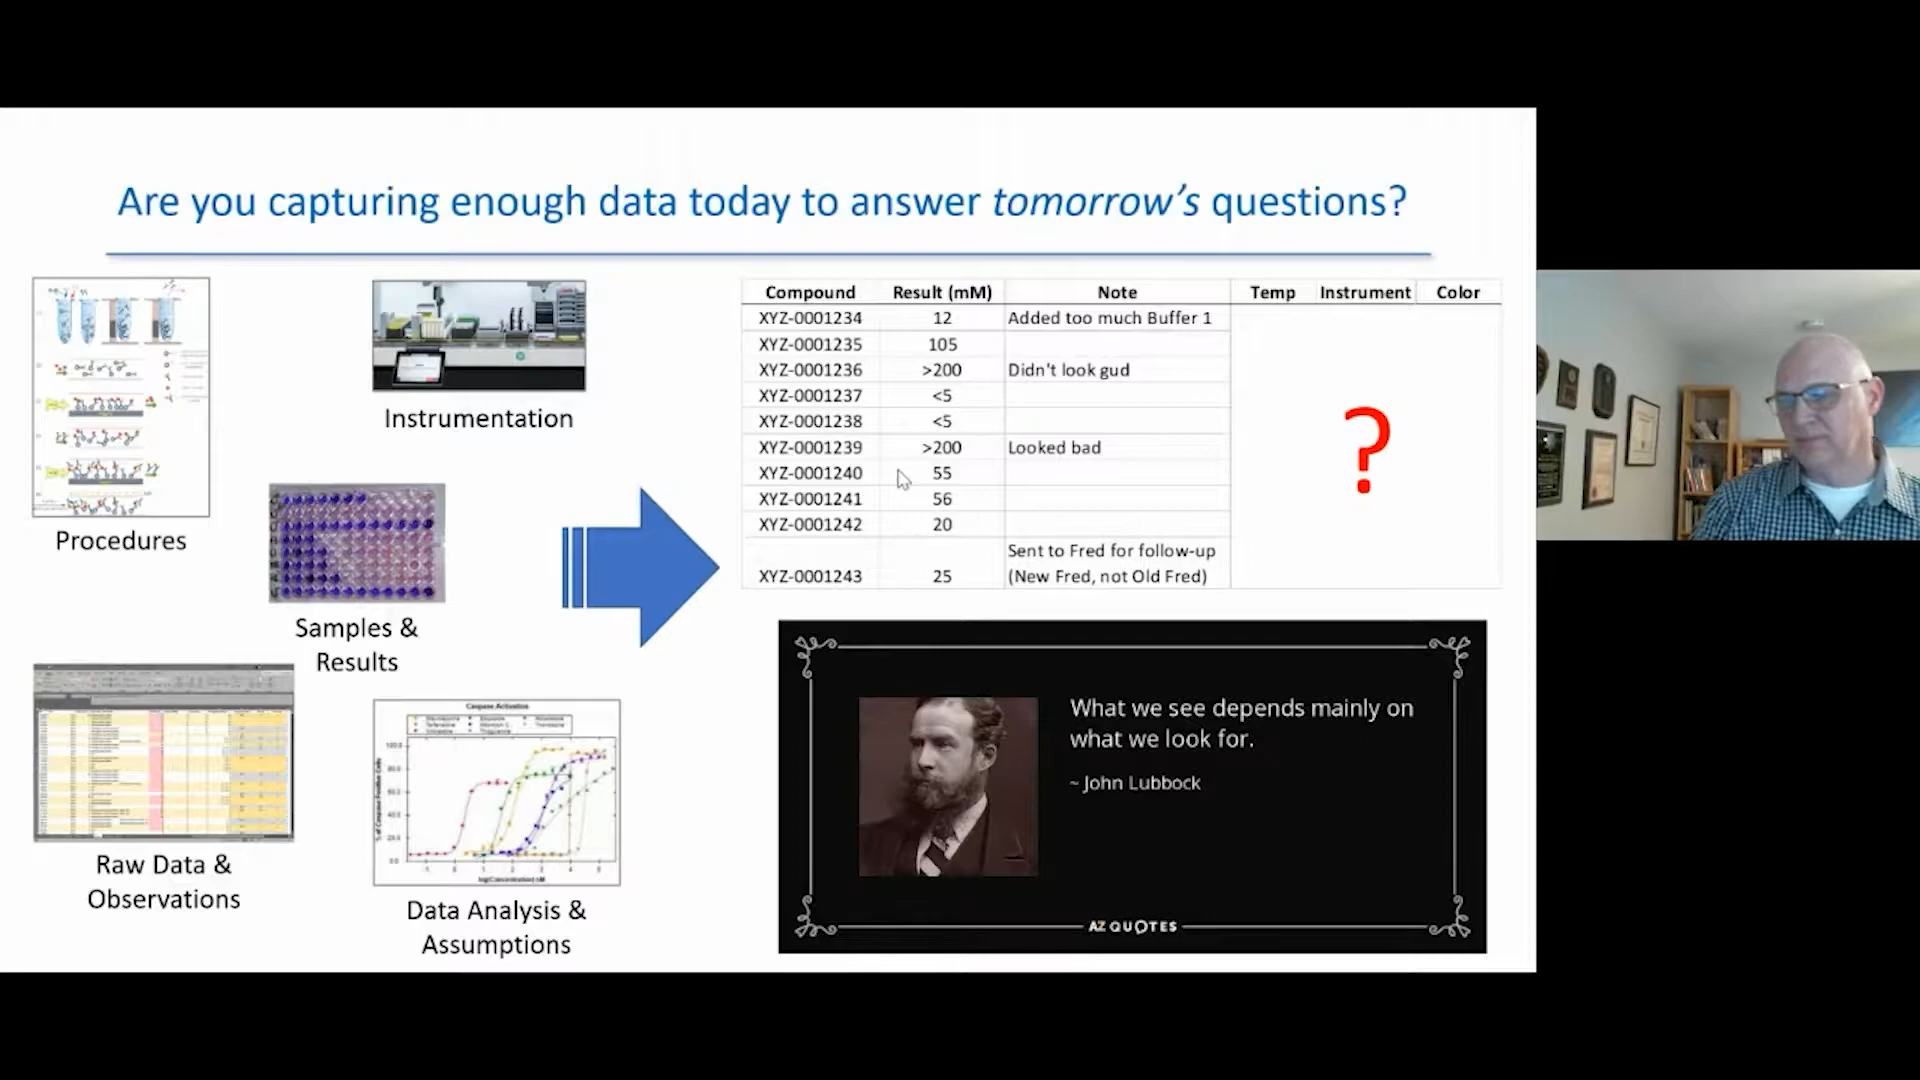 Are you capturing enough data today to answer tomorrow's questions?
Procedures
Instrumentation
Samples &
Results
Raw Data &
Observations
Caspase Activation
Data Analysis &
Assumptions
Compound Result (mM) Note Temp Instrument Color
XYZ-0001234 12 Added too much Buffer 1
XYZ-0001235 105
XYZ-0001236 >200 Didn't look gud
XYZ-0001237 <5
XYZ-0001238 <5
XYZ-0001239 >200 Looked bad
XYZ-0001240 55
XYZ-0001241 56
XYZ-0001242 20
Sent to Fred for follow-up
XYZ-0001243 25 (New Fred, not Old Fred)
?
What we see depends mainly on
what we look for.
~ John Lubbock
AZ QUOTES